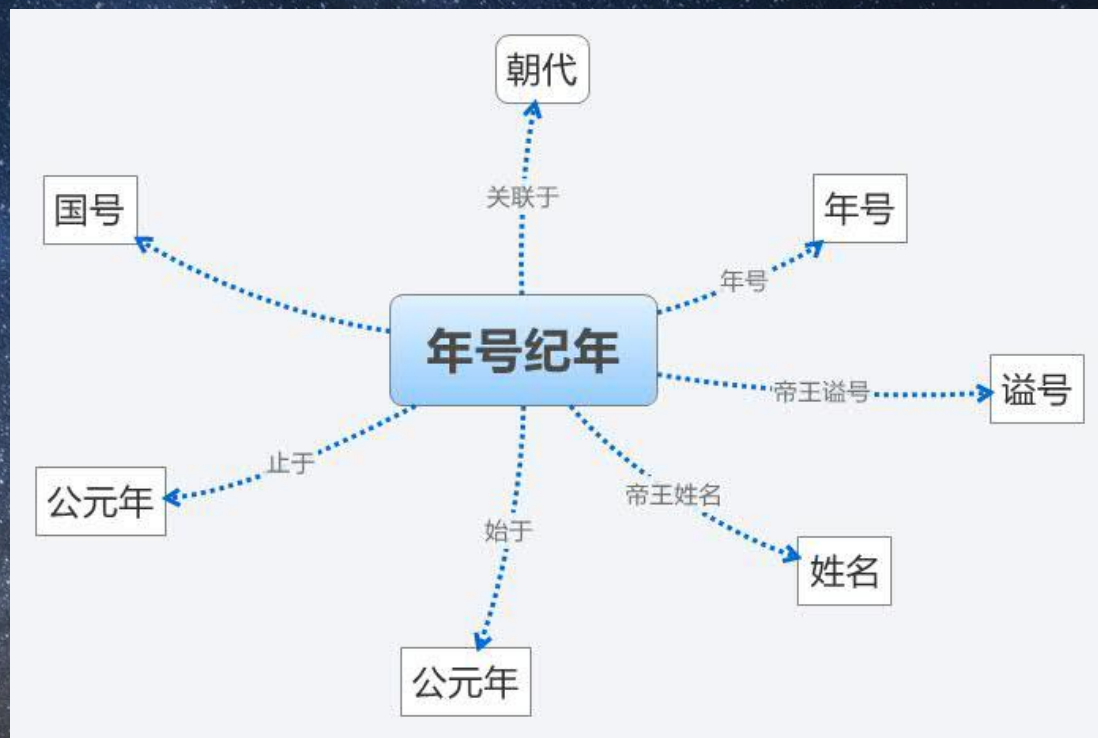 朝代
关联于
国号
年号
年号
年号纪年
帝王谥号
谥号
止于
公元年
帝王姓名
始于
姓名
公元年